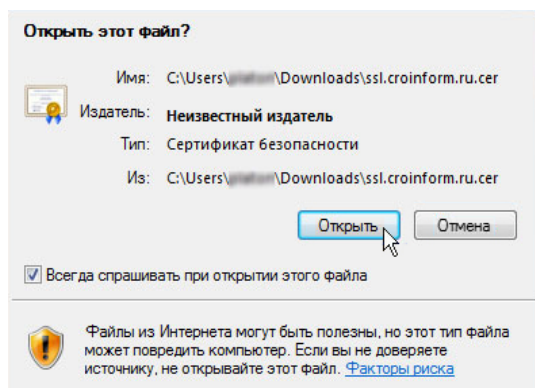 Открыть этот файл?
Имя: C:\Users\ \Downloads\ssl.croinform.ru.cer
Издатель: Неизвестный издатель
Тип: Сертификат безопасности
Из: C:\Users\ \Downloads\ssl.croinform.ru.cer
Открыть Отмена
Всегда спрашивать при открытии этого файла
Файлы из Интернета могут быть полезны, но этот тип файла
может повредить компьютер. Если вы не доверяете
источнику, не открывайте этот файл. Факторы риска